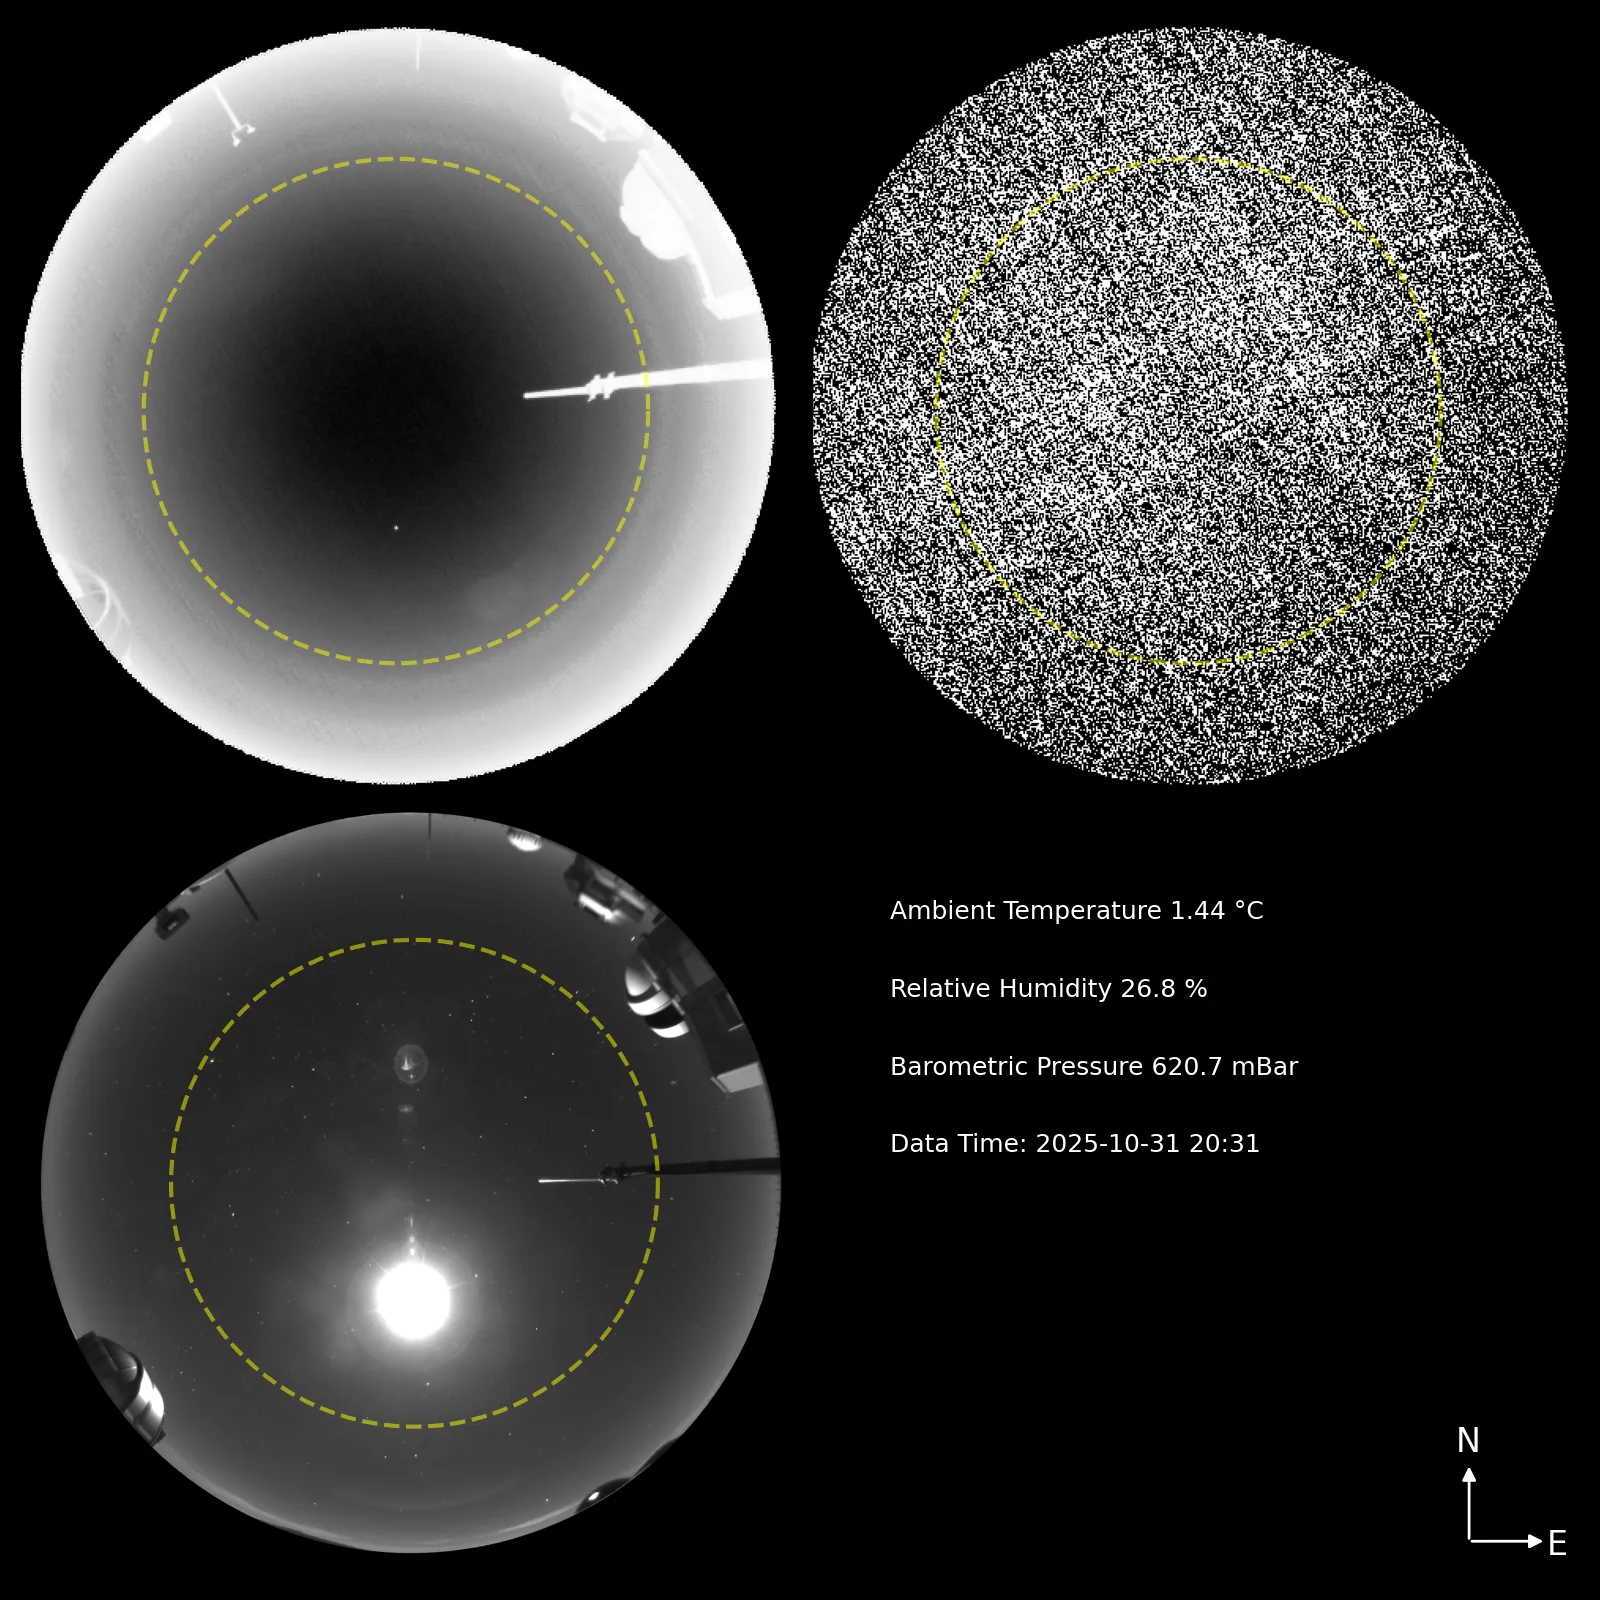 Ambient Temperature 1.44 °C
Relative Humidity 26.8 %
Barometric Pressure 620.7 mBar
Data Time: 2025-10-31 20:31
N
E